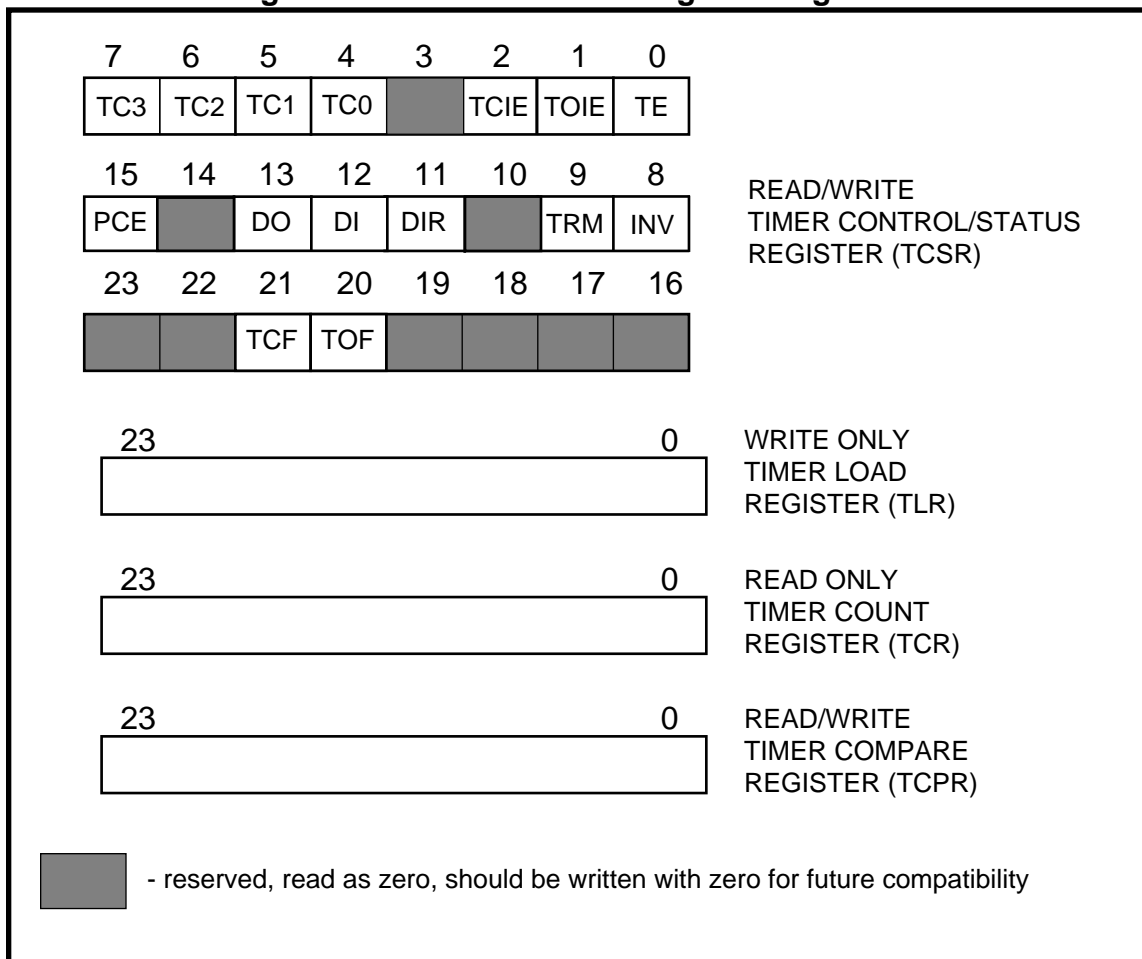 7 6 5 4 3 2 1 0
TC3 TC2 TC1 TC0 TCIE TOIE TE
15 14 13 12 11 10 9 8
PCE DO DI DIR TRM INV
READ/WRITE
TIMER CONTROL/STATUS
REGISTER (TCSR)
23 22 21 20 19 18 17 16
TCF TOF
23 0
WRITE ONLY
TIMER LOAD
REGISTER (TLR)
23 0
READ ONLY
TIMER COUNT
REGISTER (TCR)
23 0
READ/WRITE
TIMER COMPARE
REGISTER (TCPR)
- reserved, read as zero, should be written with zero for future compatibility